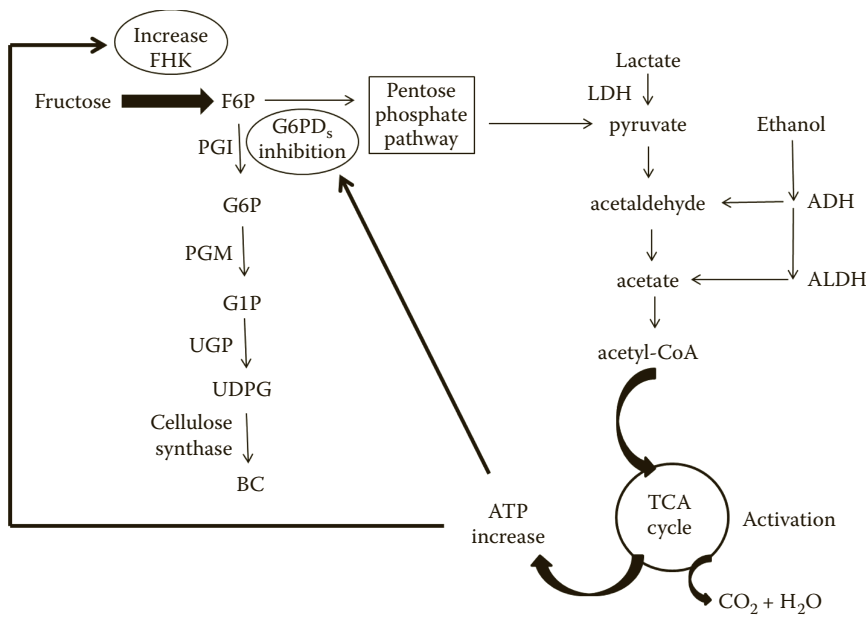 Increase
FHK
Fructose
F6P
Pentose
phosphate
pathway
G6PDₛ
inhibition
PGI
G6P
PGM
G1P
UGP
UDPG
Cellulose
synthase
BC
Lactate
LDH
pyruvate
Ethanol
acetaldehyde
ADH
acetate
ALDH
acetyl-CoA
TCA
cycle
Activation
ATP
increase
CO₂ + H₂O